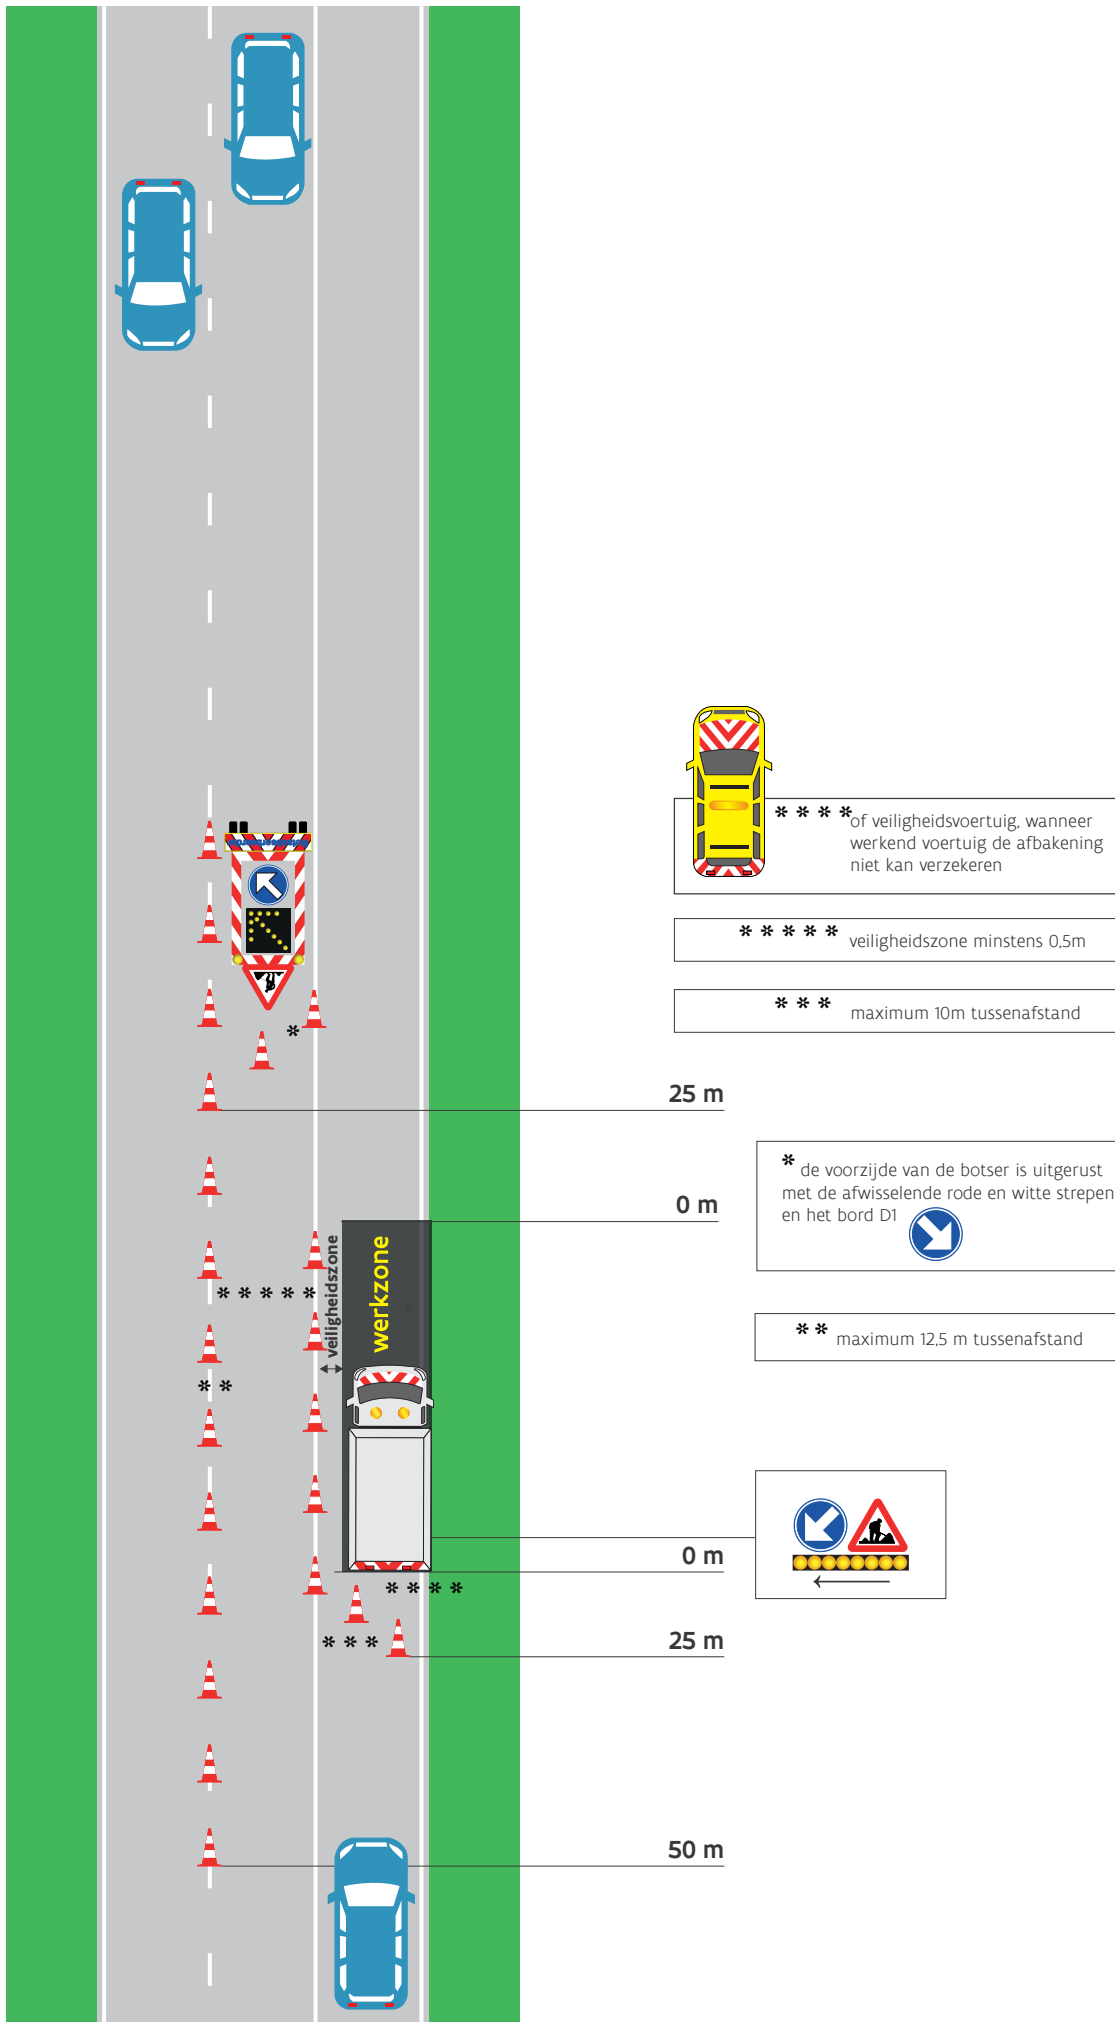 ****of veiligheidsvoertuig, wanneer
werkend voertuig de afbakening
niet kan verzekeren
***** veiligheidszone minstens 0,5m
*** maximum 10m tussenafstand
*
25 m
* de voorzijde van de botser is uitgerust
met de afwisselende rode en witte strepen
en het bord D1
0 m
veiligheidszone
werkzone
*****
** maximum 12,5 m tussenafstand
**
0 m
****
***
25 m
50 m